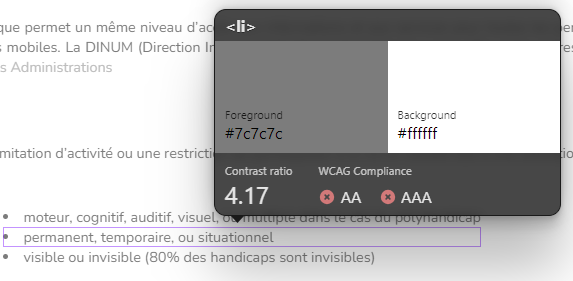 que permet un même niveau d'acc
s mobiles. La DINUM (Direction In
s Administrations
<li>
Foreground
#7c7c7c
Background
#ffffff
Contrast ratio
4.17
WCAG Compliance
AA
AAA
mitation d'activité ou une restricti
moteur, cognitif, auditif, visuel, ou multiple dans le cas du polyhandicap
permanent, temporaire, ou situationnel
visible ou invisible (80% des handicaps sont invisibles)